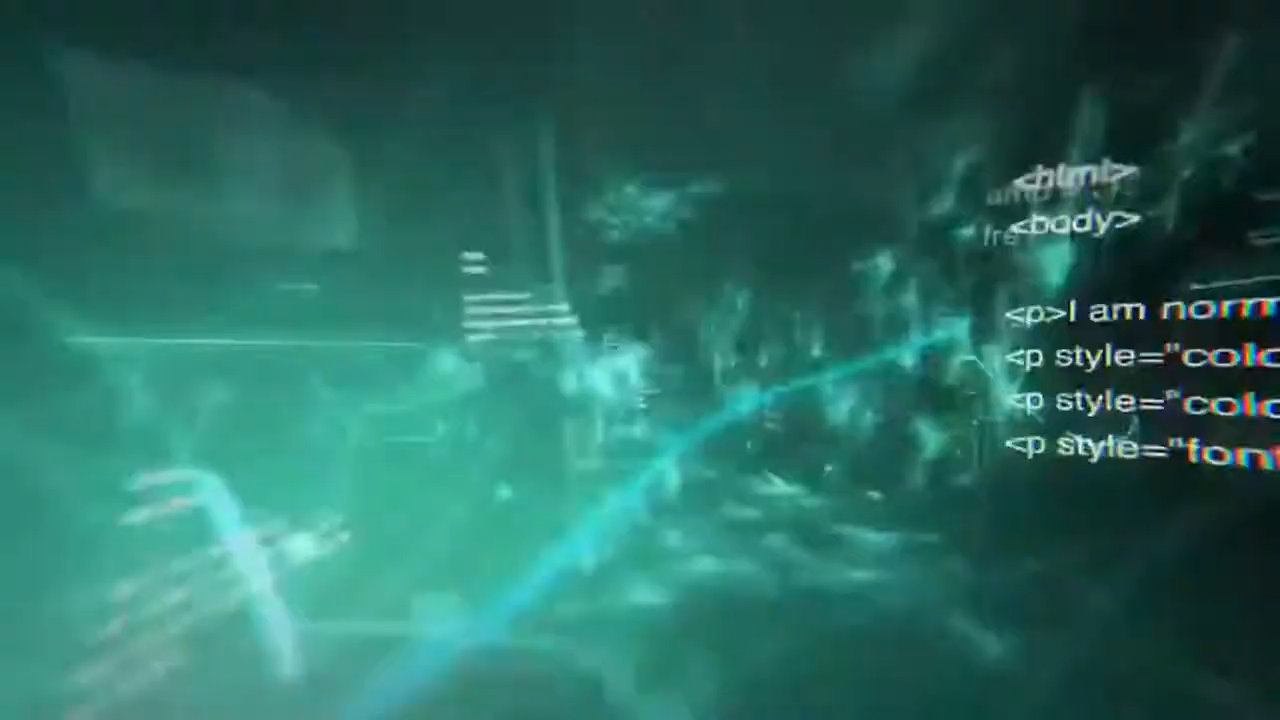 <html>
<body>
<p>I am norm
<p style="colo
<p style="colo
<p style="font